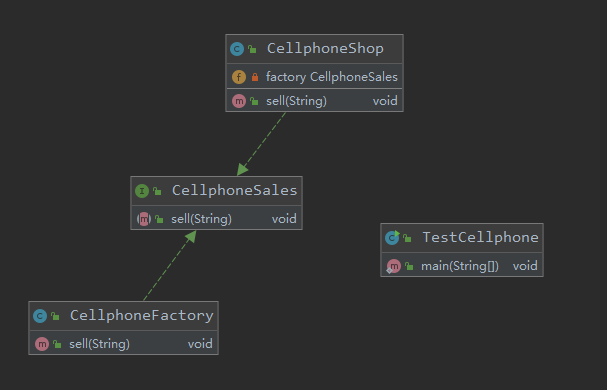 CellphoneShop
factory CellphoneSales
sell(String) void
CellphoneSales
sell(String) void
TestCellphone
main(String[]) void
CellphoneFactory
sell(String) void